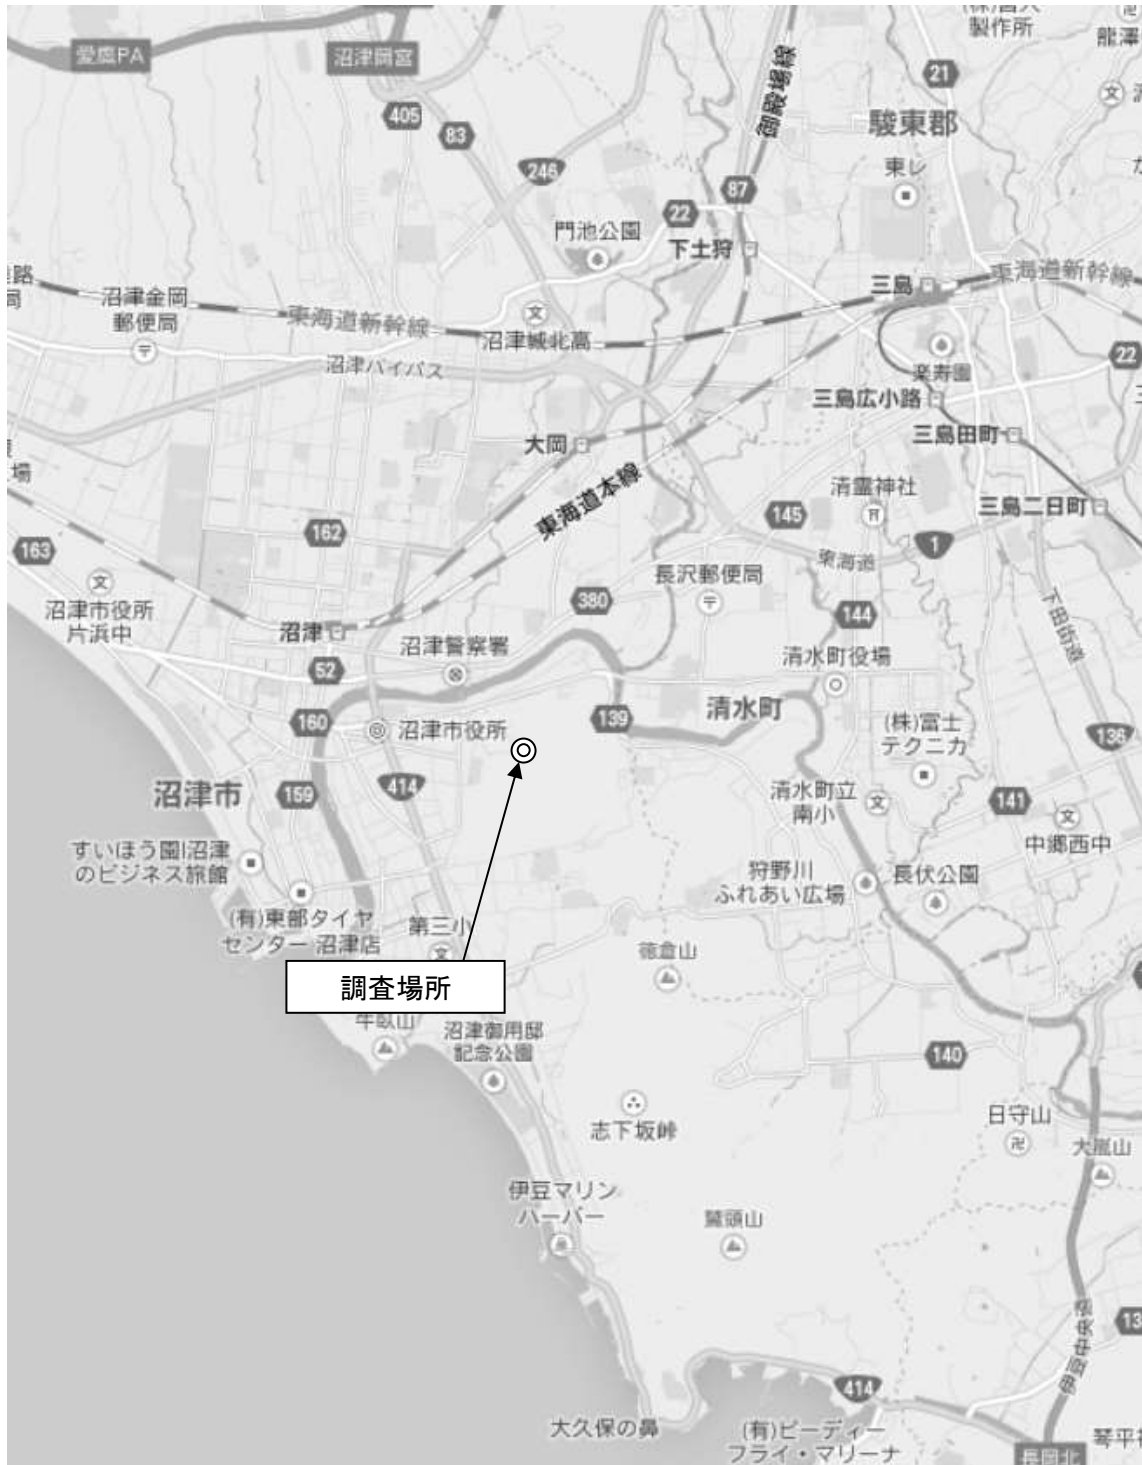 製作所
愛鷹PA
沼津岡宮
御殿場線
21
405
83
駿東郡
246
東レ
87
22
門池公園
下土狩
三島
東海道新幹線
沼津金岡
郵便局
東海道新幹線
沼津城北高
沼津バイパス
楽寿園
22
三島広小路
大岡
三島田町
東海道本線
清霊神社
三島二日町
145
162
1
163
東海道
長沢郵便局
沼津市役所
片浜中
380
144
下田街道
沼津
沼津警察署
52
清水町役場
清水町
160
沼津市役所
139
(株)富士
テクニカ
136
沼津市
159
414
清水町立
南小
141
中郷西中
すいほう園|沼津
のビジネス旅館
狩野川
ふれあい広場
長伏公園
(有)東部タイヤ
センター 沼津店
第三小
徳倉山
調査場所
牛臥山
沼津御用邸
記念公園
140
志下坂峠
日守山
大嵐山
伊豆マリン
ハーバー
鷲頭山
伊豆中央道
414
大久保の鼻
(有)ビーディー
フライ・マリーナ
長岡北